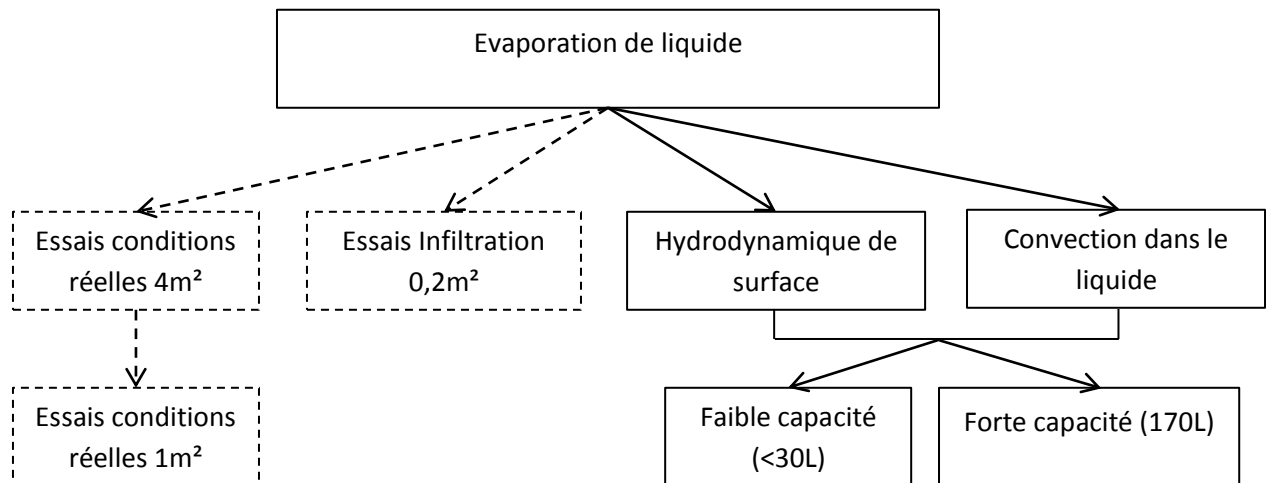 Evaporation de liquide
Essais conditions
réelles 4m²
Essais Infiltration
0,2m²
Hydrodynamique de
surface
Convection dans le
liquide
Essais conditions
réelles 1m²
Faible capacité
(<30L)
Forte capacité (170L)